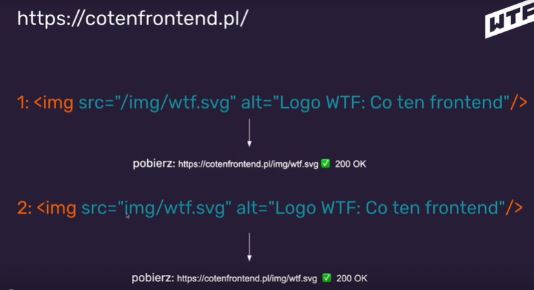 https://cotenfrontend.pl/
WTF
1: <img src="/img/wtf.svg" alt="Logo WTF: Co ten frontend"/>
pobierz: https://cotenfrontend.pl/img/wtf.svg ✅ 200 OK
2: <img src="img/wtf.svg" alt="Logo WTF: Co ten frontend"/>
pobierz: https://cotenfrontend.pl/img/wtf.svg ✅ 200 OK